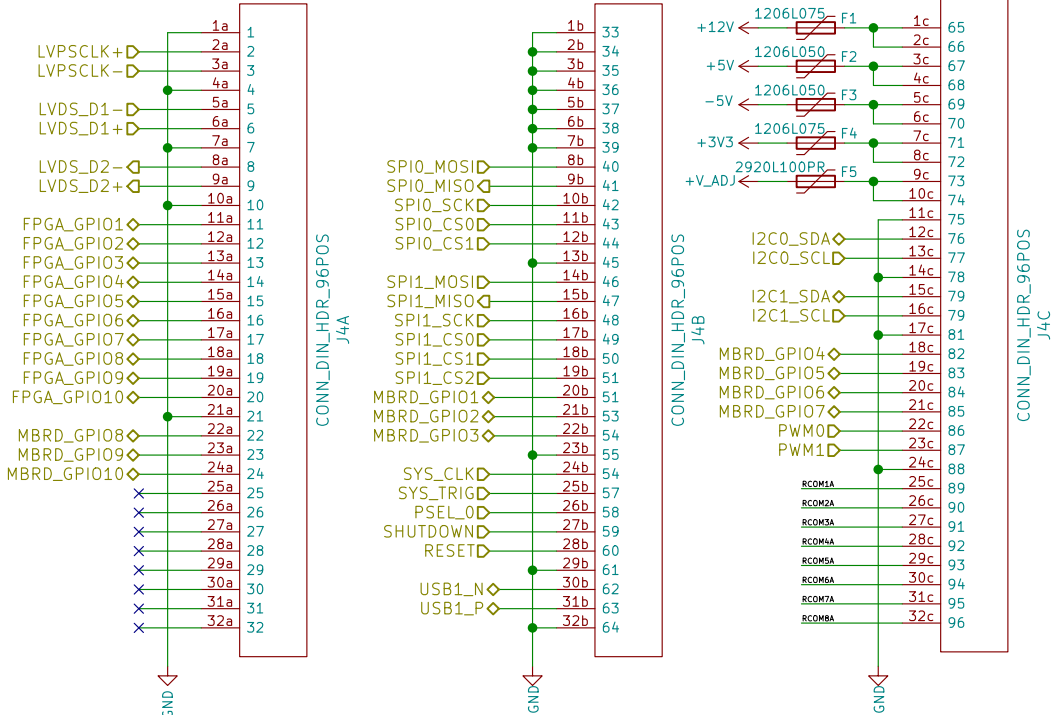 1a 1
LVPSCLK+ 2a 2
LVPSCLK- 3a 3
4a 4
LVDS_D1- 5a 5
LVDS_D1+ 6a 6
7a 7
LVDS_D2- 8a 8
LVDS_D2+ 9a 9
10a 10
FPGA_GPIO1 11a 11
FPGA_GPIO2 12a 12
FPGA_GPIO3 13a 13
FPGA_GPIO4 14a 14
FPGA_GPIO5 15a 15
FPGA_GPIO6 16a 16
FPGA_GPIO7 17a 17
FPGA_GPIO8 18a 18
FPGA_GPIO9 19a 19
FPGA_GPIO10 20a 20
21a 21
MBRD_GPIO8 22a 22
MBRD_GPIO9 23a 23
MBRD_GPIO10 24a 24
25a 25
26a 26
27a 27
28a 28
29a 29
30a 30
31a 31
32a 32
GND
CONN_DIN_HDR_96POS
J4A
1b 33
2b 34
3b 35
4b 36
5b 37
6b 38
7b 39
SPI0_MOSI 8b 40
SPI0_MISO 9b 41
SPI0_SCK 10b 42
SPI0_CS0 11b 43
SPI0_CS1 12b 44
13b 45
SPI1_MOSI 14b 46
SPI1_MISO 15b 47
SPI1_SCK 16b 48
SPI1_CS0 17b 49
SPI1_CS1 18b 50
SPI1_CS2 19b 51
MBRD_GPIO1 20b 51
MBRD_GPIO2 21b 53
MBRD_GPIO3 22b 54
23b 55
SYS_CLK 24b 54
SYS_TRIG 25b 57
PSEL_0 26b 58
SHUTDOWN 27b 59
RESET 28b 60
29b 61
USB1_N 30b 62
USB1_P 31b 63
32b 64
GND
CONN_DIN_HDR_96POS
J4B
1206L075 F1
+12V 1c 65
2c 66
1206L050 F2
+5V 3c 67
4c 68
1206L050 F3
-5V 5c 69
6c 70
1206L075 F4
+3V3 7c 71
8c 72
2920L100PR F5
+V_ADJ 9c 73
10c 74
11c 75
I2C0_SDA 12c 76
I2C0_SCL 13c 77
14c 78
I2C1_SDA 15c 79
I2C1_SCL 16c 79
17c 81
MBRD_GPIO4 18c 82
MBRD_GPIO5 19c 83
MBRD_GPIO6 20c 84
MBRD_GPIO7 21c 85
PWM0 22c 86
PWM1 23c 87
24c 88
RCOM1A 25c 89
RCOM2A 26c 90
RCOM3A 27c 91
RCOM4A 28c 92
RCOM5A 29c 93
RCOM6A 30c 94
RCOM7A 31c 95
RCOM8A 32c 96
GND
CONN_DIN_HDR_96POS
J4C